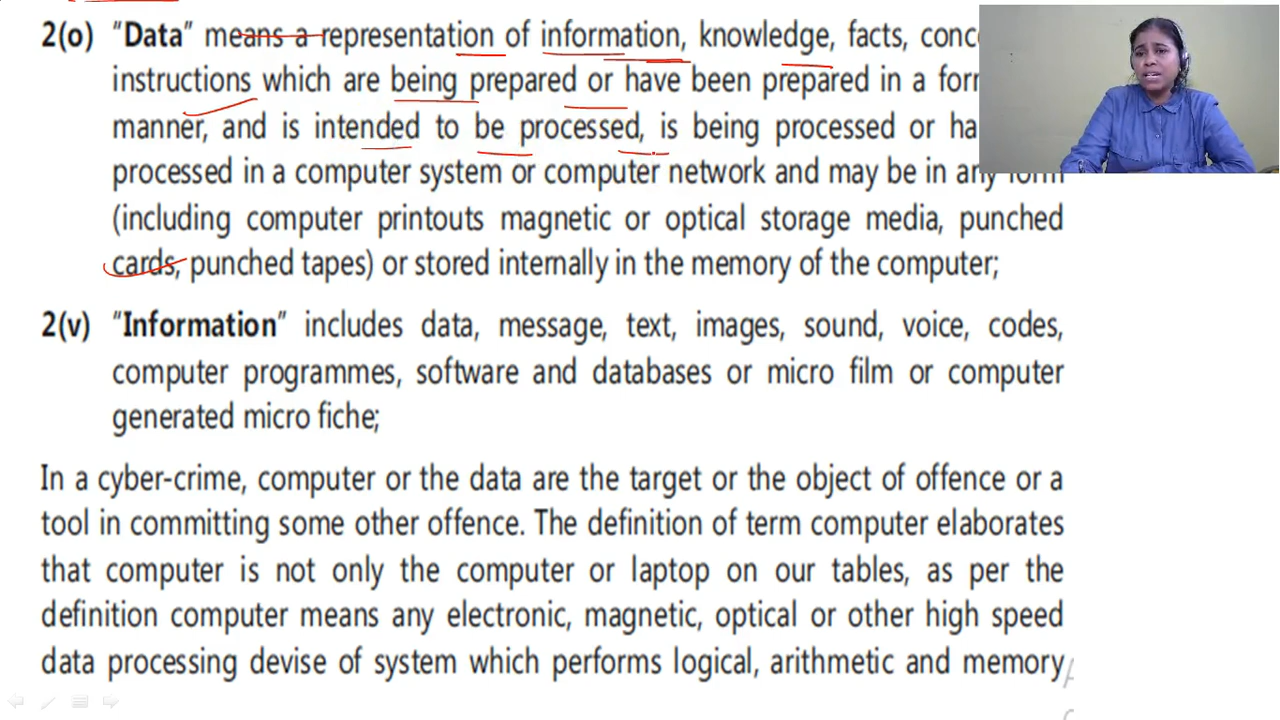 2(o) “Data” means a representation of information, knowledge, facts,
instructions which are being prepared or have been prepared in a
manner, and is intended to be processed, is being processed or
processed in a computer system or computer network and may be in any form
(including computer printouts magnetic or optical storage media, punched
cards, punched tapes) or stored internally in the memory of the computer;
2(v) “Information” includes data, message, text, images, sound, voice, codes,
computer programmes, software and databases or micro film or computer
generated micro fiche;
In a cyber-crime, computer or the data are the target or the object of offence or a
tool in committing some other offence. The definition of term computer elaborates
that computer is not only the computer or laptop on our tables, as per the
definition computer means any electronic, magnetic, optical or other high speed
data processing devise of system which performs logical, arithmetic and memory